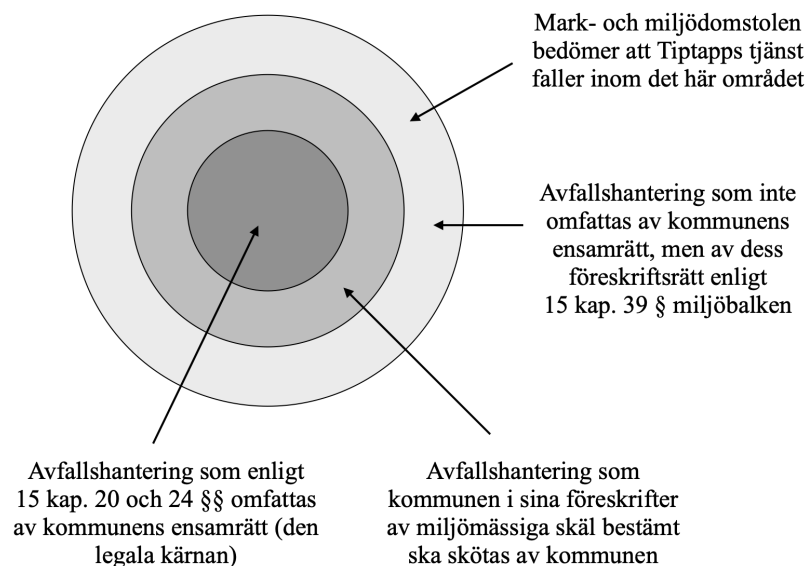 Mark- och miljödomstolen
bedömer att Tiptapps tjänst
faller inom det här området
Avfallshantering som inte
omfattas av kommunens
ensamrätt, men av dess
föreskriftsrätt enligt
15 kap. 39 § miljöbalken
Avfallshantering som enligt
15 kap. 20 och 24 §§ omfattas
av kommunens ensamrätt (den
legala kärnan)
Avfallshantering som
kommunen i sina föreskrifter
av miljömässiga skäl bestämt
ska skötas av kommunen